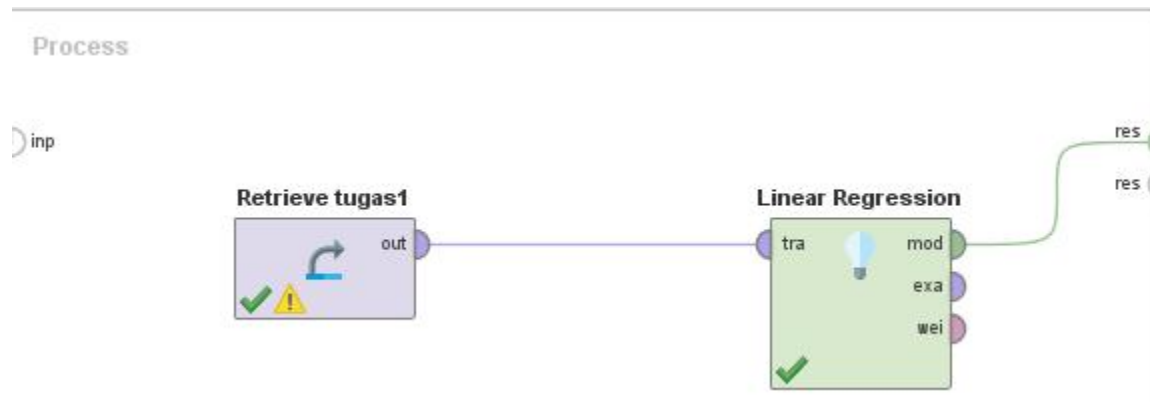 Process
inp
res
res
Retrieve tugas1
out
Linear Regression
tra
mod
exa
wei